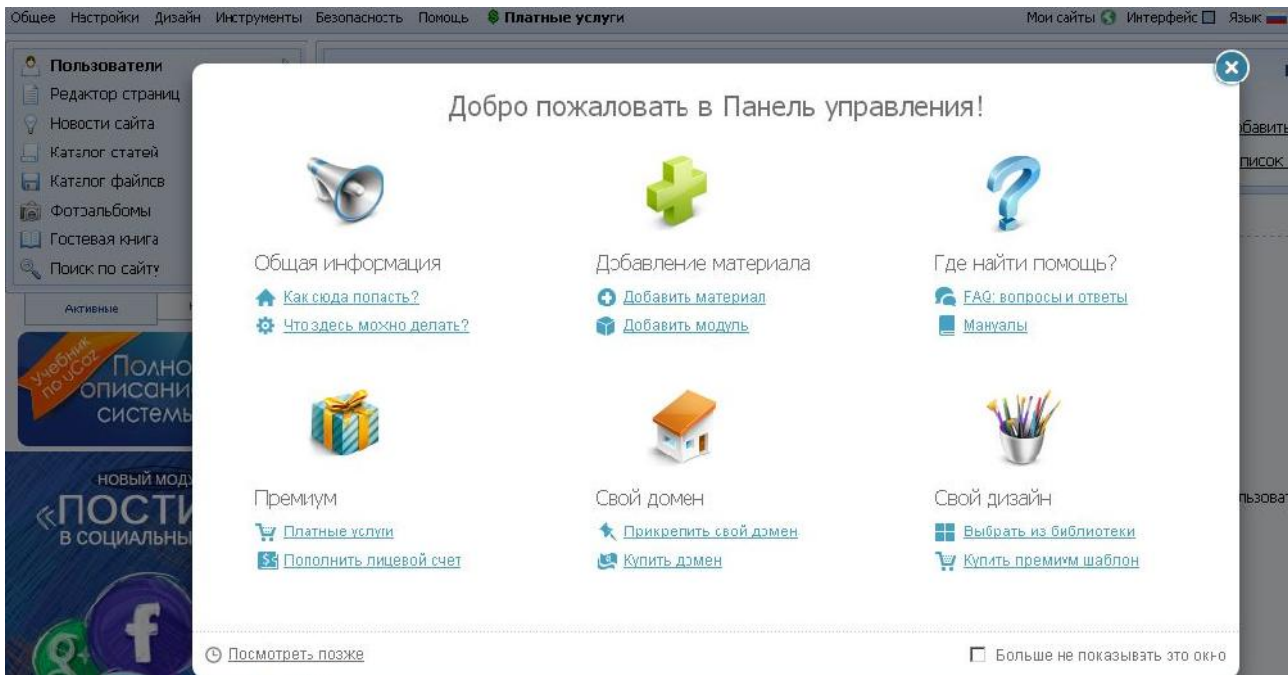 Общее Настройки Дизайн Инструменты Безопасность Помощь Платные услуги Мои сайты Интерфейс Язык
Пользователи
Редактор страниц
Новости сайта
Каталог статей
Каталог файлов
Фотоальбомы
Гостевая книга
Поиск по сайту
Активные
Учебник по uCoz
описание
системы
НОВЫЙ
В СОЦИАЛЬНЫ
Добро пожаловать в Панель управления!
Общая информация
Как сюда попасть?
Что здесь можно делать?
Добавление материала
Добавить материал
Добавить модуль
Где найти помощь?
FAQ: вопросы и ответы
Мануалы
Премиум
Платные услуги
Пополнить лицевой счет
Свой домен
Прикрепить свой домен
Купить домен
Свой дизайн
Выбрать из библиотеки
Купить премиум шаблон
Посмотреть позже
Больше не показывать это окно